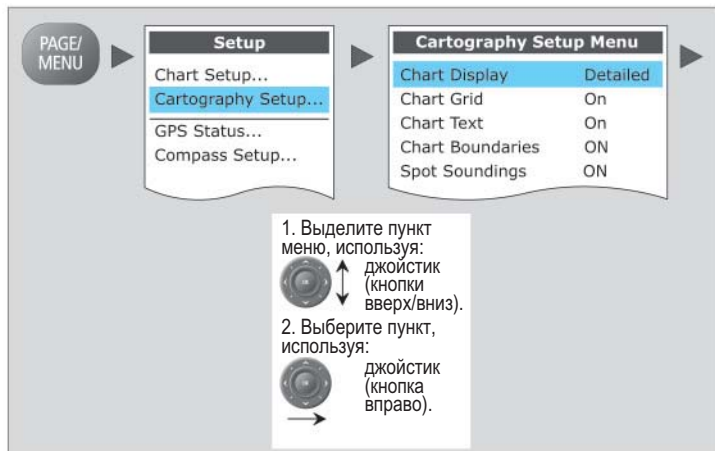 PAGE/
MENU
Setup
Chart Setup...
Cartography Setup...
GPS Status...
Compass Setup...
Cartography Setup Menu
Chart Display Detailed
Chart Grid On
Chart Text On
Chart Boundaries ON
Spot Soundings ON
1. Выделите пункт
меню, используя:
джойстик
(кнопки
вверх/вниз).
2. Выберите пункт,
используя:
джойстик
(кнопка
вправо).